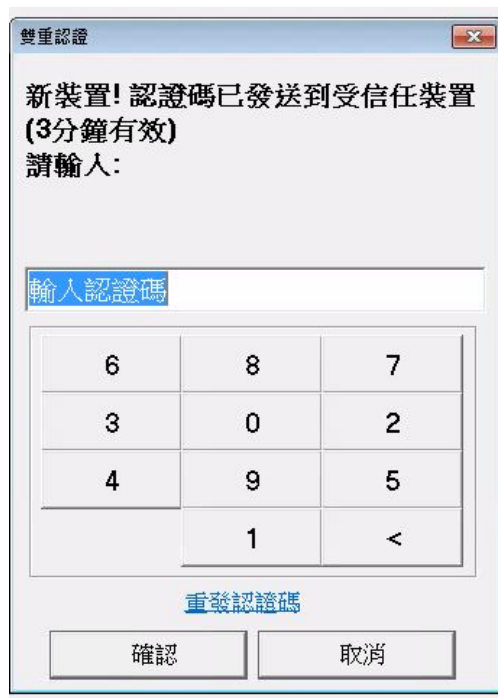 雙重認證
新裝置! 認證碼已發送到受信任裝置
(3分鐘有效)
請輸人:
輸人認證碼
6 8 7
3 0 2
4 9 5
1 <
重發認證碼
確認 取消